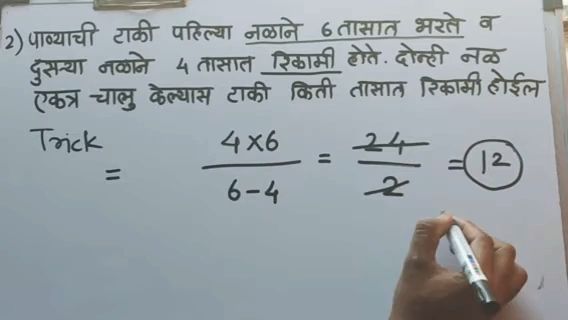 2) पाण्याची टाकी पहिल्या नळाने 6 तासात भरते व
दुसऱ्या नळाने 4 तासात रिकामी होते. दोन्ही नळ
एकत्र चालु केल्यास टाकी किती तासात रिकामी होईल
Trick
= 4×6 / 6-4 = 24 / 2 = 12